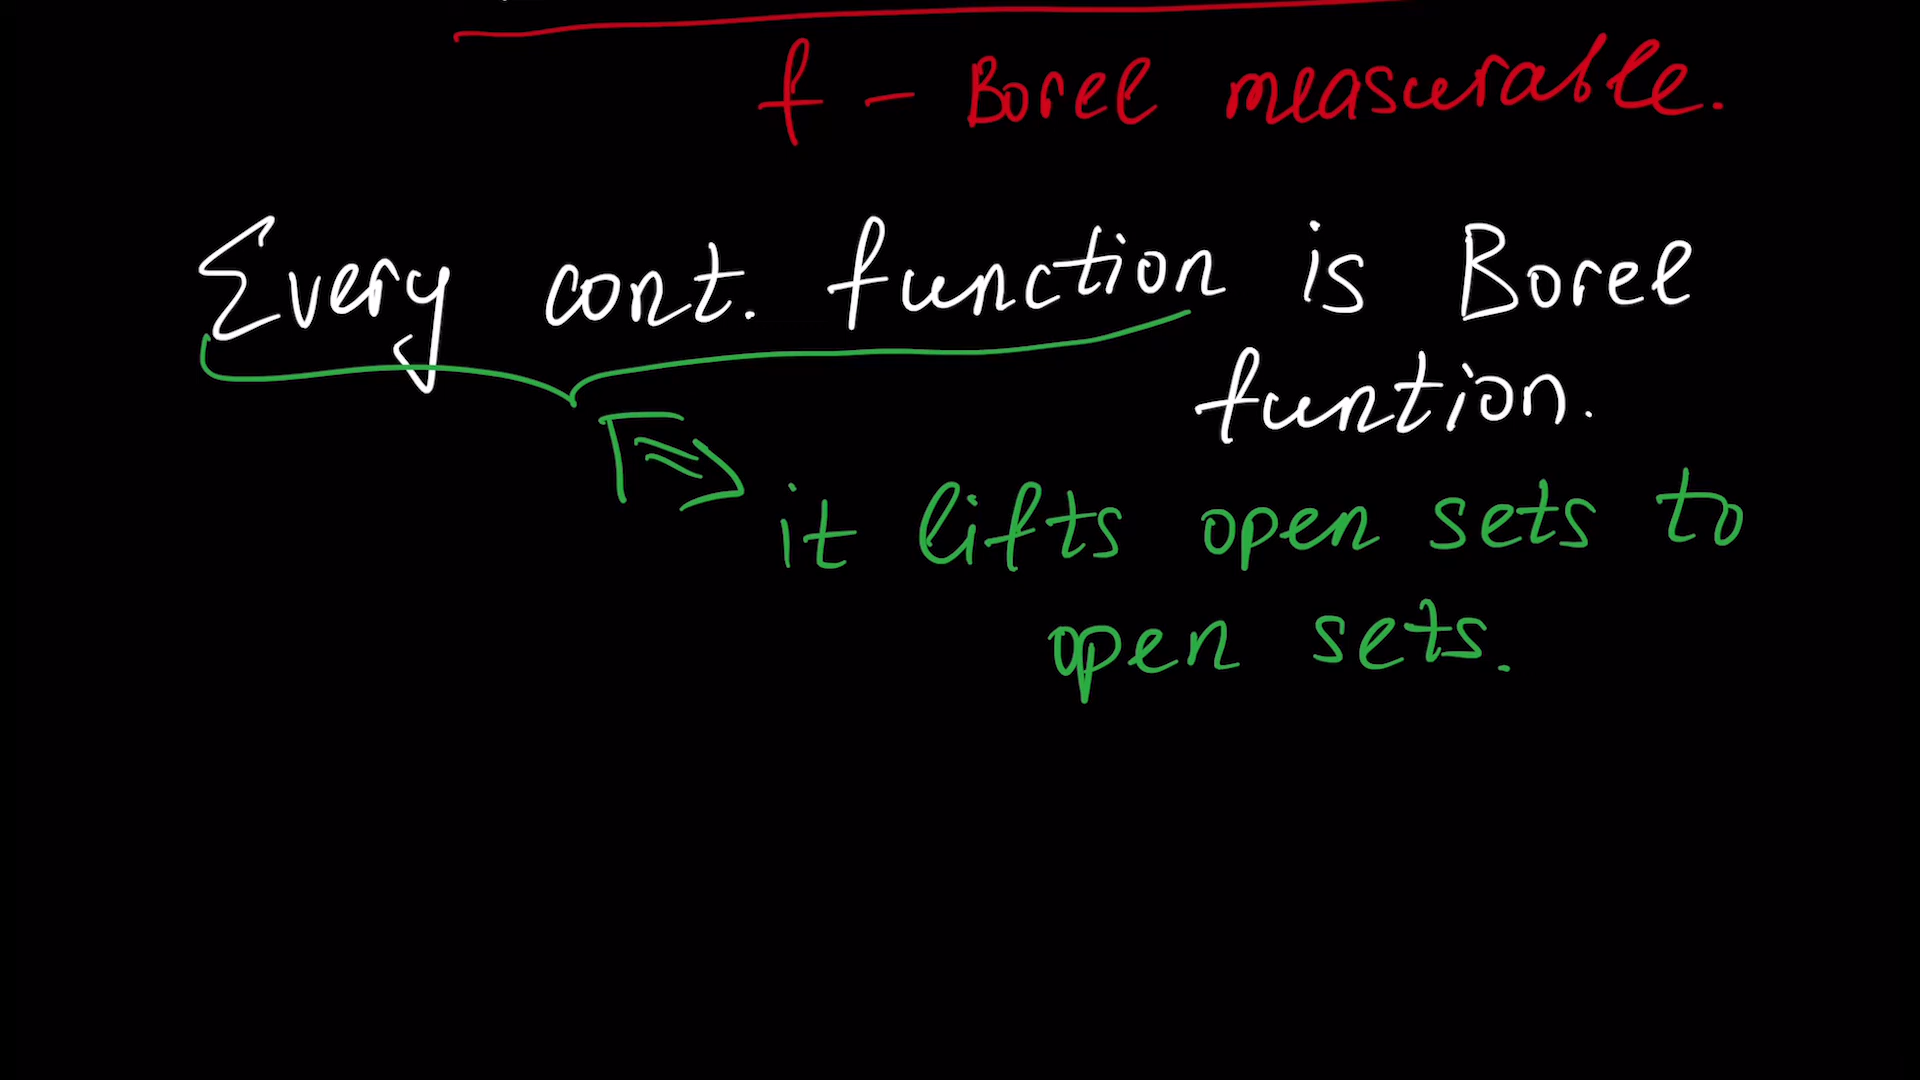 f - Borel measurable.
Every cont. function is Borel
funtion.
it lifts open sets to
open sets.